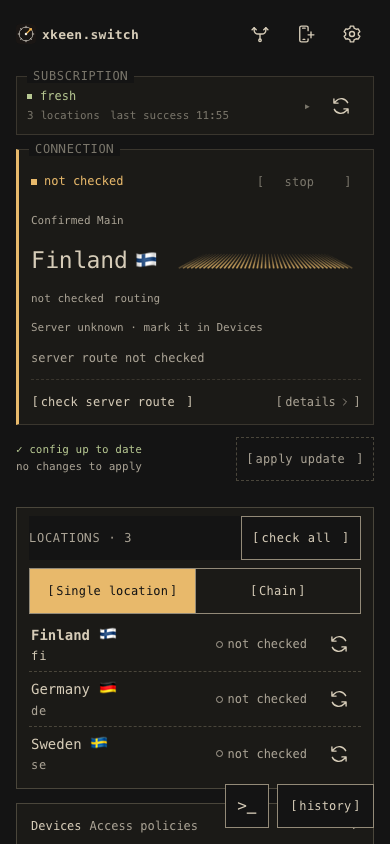 xkeen.switch
SUBSCRIPTION
fresh
3 locations last success 11:55
CONNECTION
not checked [ stop ]
Confirmed Main
Finland
not checked routing
Server unknown · mark it in Devices
server route not checked
[check server route ] [details > ]
✓ config up to date
no changes to apply
[apply update ]
LOCATIONS · 3 [check all ]
[Single location] [Chain]
Finland
fi
not checked
Germany
de
not checked
Sweden
se
not checked
>_ [history]
Devices Access policies